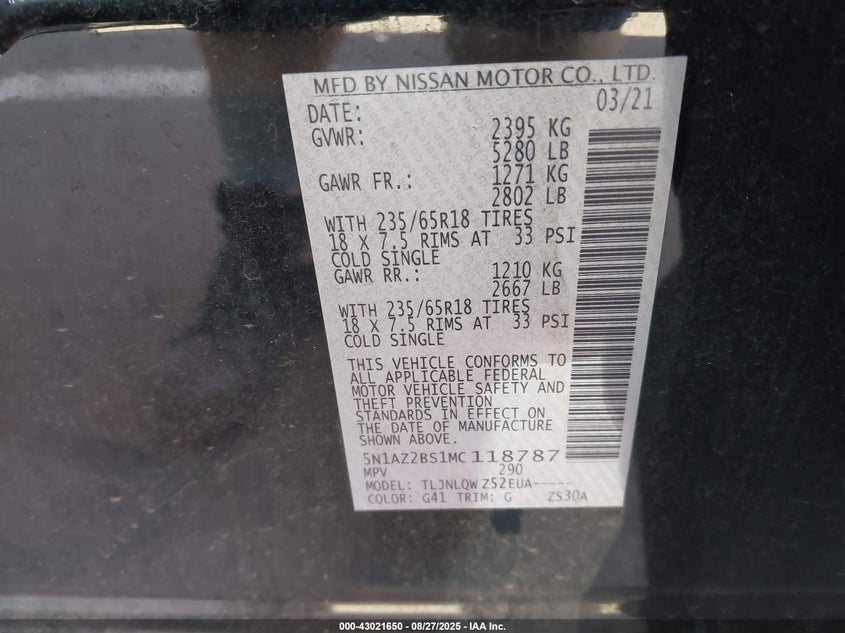 MFD BY NISSAN MOTOR CO., LTD.
DATE: 03/21
GVWR: 2395 KG
5280 LB
GAWR FR.: 1271 KG
2802 LB
WITH 235/65R18 TIRES
18 X 7.5 RIMS AT 33 PSI
COLD SINGLE
GAWR RR.: 1210 KG
2667 LB
WITH 235/65R18 TIRES
18 X 7.5 RIMS AT 33 PSI
COLD SINGLE
THIS VEHICLE CONFORMS TO
ALL APPLICABLE FEDERAL
MOTOR VEHICLE SAFETY AND
THEFT PREVENTION
STANDARDS IN EFFECT ON
THE DATE OF MANUFACTURE
SHOWN ABOVE.
5N1AZ2BS1MC118787
MPV 290
MODEL: TLJNLQW Z52EUA-----
COLOR: G41 TRIM: G ZS30A
000-43021650 - 08/27/2025 - IAA Inc.